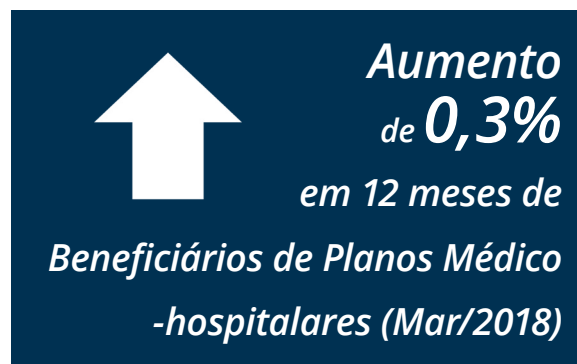 Aumento
de 0,3%
em 12 meses de
Beneficiários de Planos Médico
-hospitalares (Mar/2018)